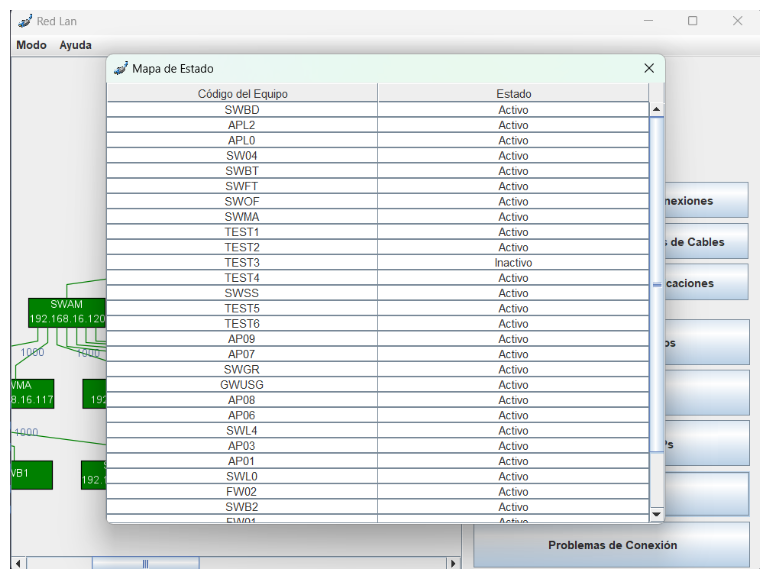 Red Lan
Modo Ayuda
Mapa de Estado
Código del Equipo Estado
SWBD Activo
APL2 Activo
APL0 Activo
SW04 Activo
SWBT Activo
SWFT Activo
SWOF Activo
SWMA Activo
TEST1 Activo
TEST2 Activo
TEST3 Inactivo
TEST4 Activo
SWSS Activo
TEST5 Activo
TEST6 Activo
AP09 Activo
AP07 Activo
SWGR Activo
GWUSG Activo
AP08 Activo
AP06 Activo
SWL4 Activo
AP03 Activo
AP01 Activo
SWL0 Activo
FW02 Activo
SWB2 Activo
FW01 Activo
SWAM
192.168.16.120
1000 1000
WMA
8.16.117 192
1000
VB1
192.1
nexiones
de Cables
caciones
os
Ps
Problemas de Conexión